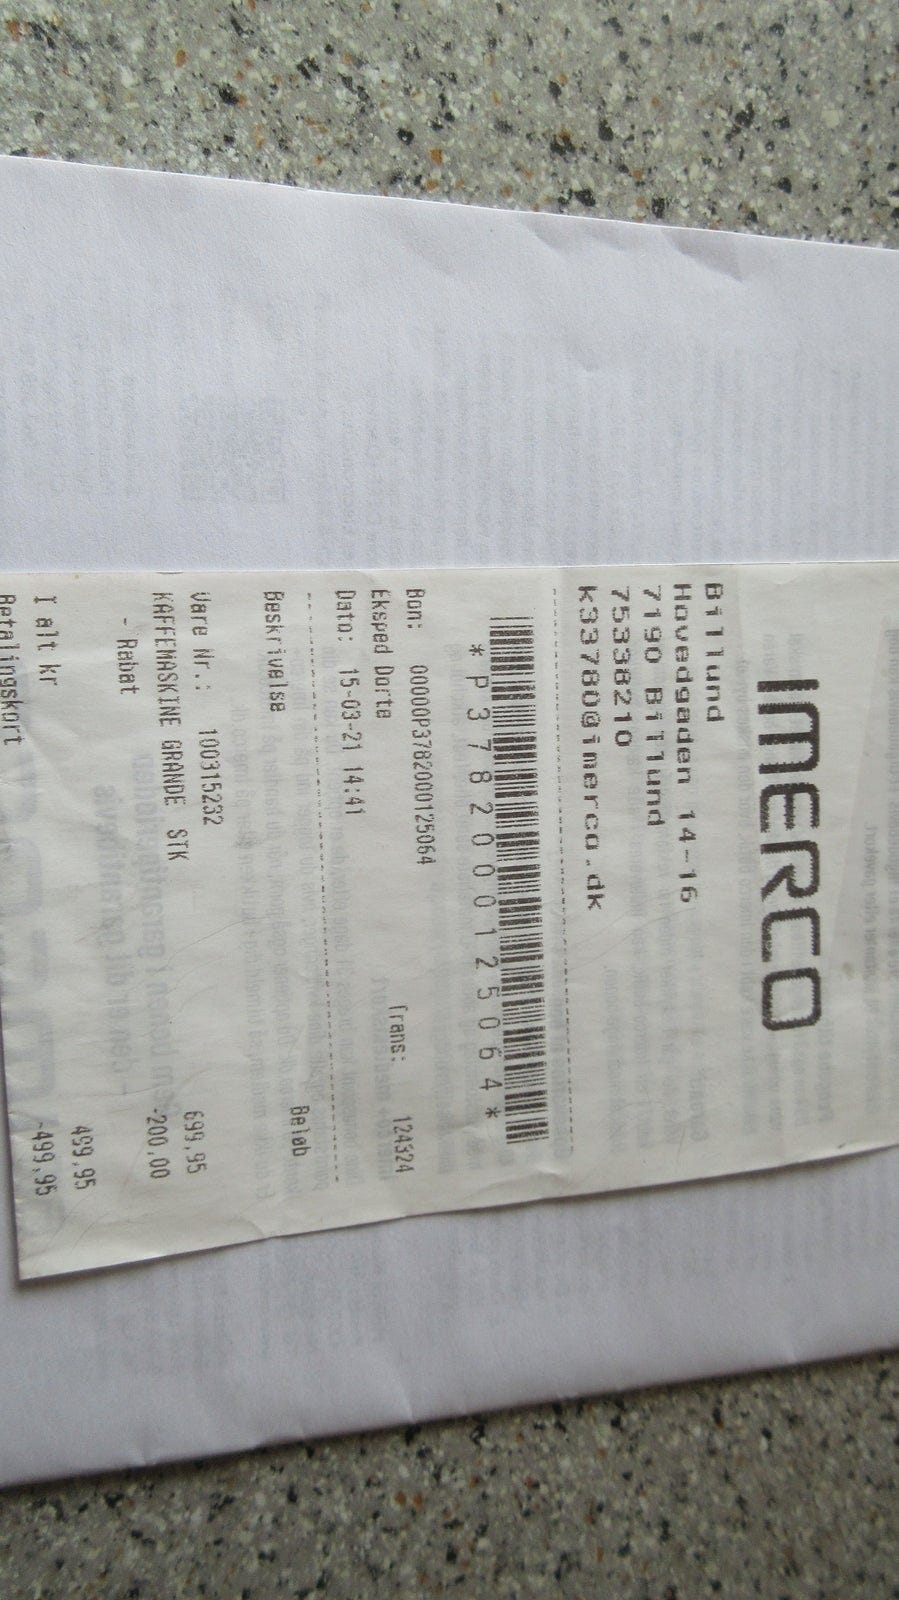 IMERCO
Billund
Hovedgaden 14-16
7190 Billund
75338210
k3378@imerco.dk
*P3782000125064*
Bon: 00000P3782000125064
Eksped Dorte Trans: 124324
Dato: 15-03-21 14:41
Beskrivelse Beløb
Vare Nr.: 100315232
KAFFEMASKINE GRANDE STK 699,95
- Rabat -200,00
I alt kr 499,95
Betalingskort -499,95